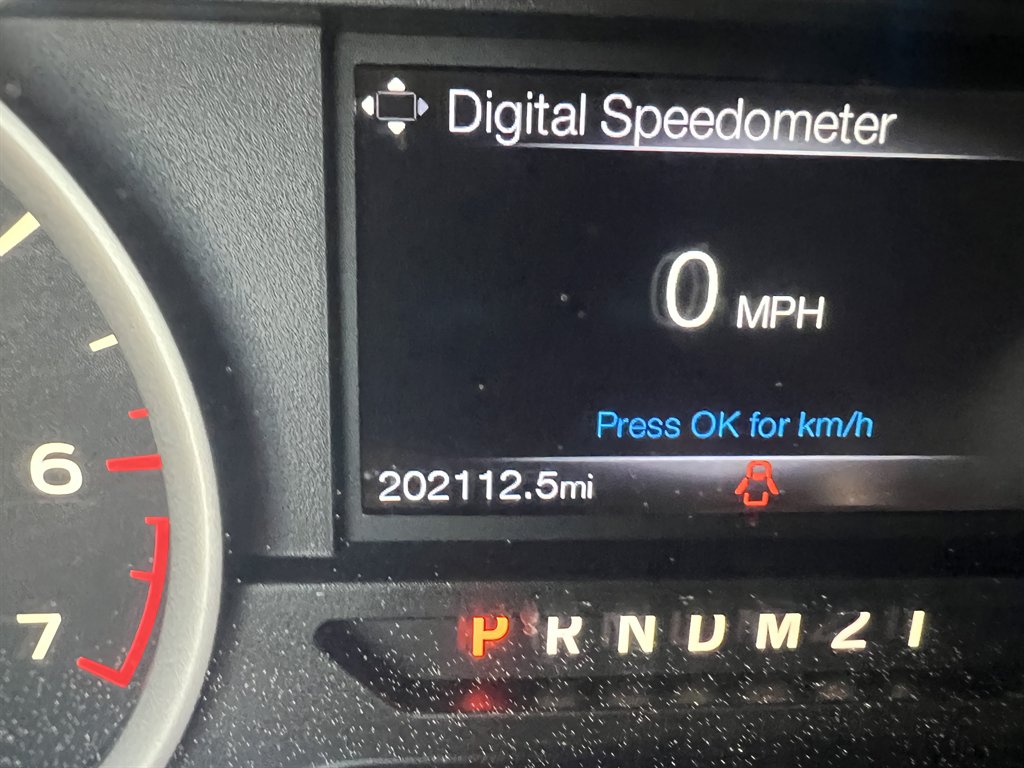 Digital Speedometer
0 MPH
Press OK for km/h
202112.5mi
6
7
P R N D M 2 1